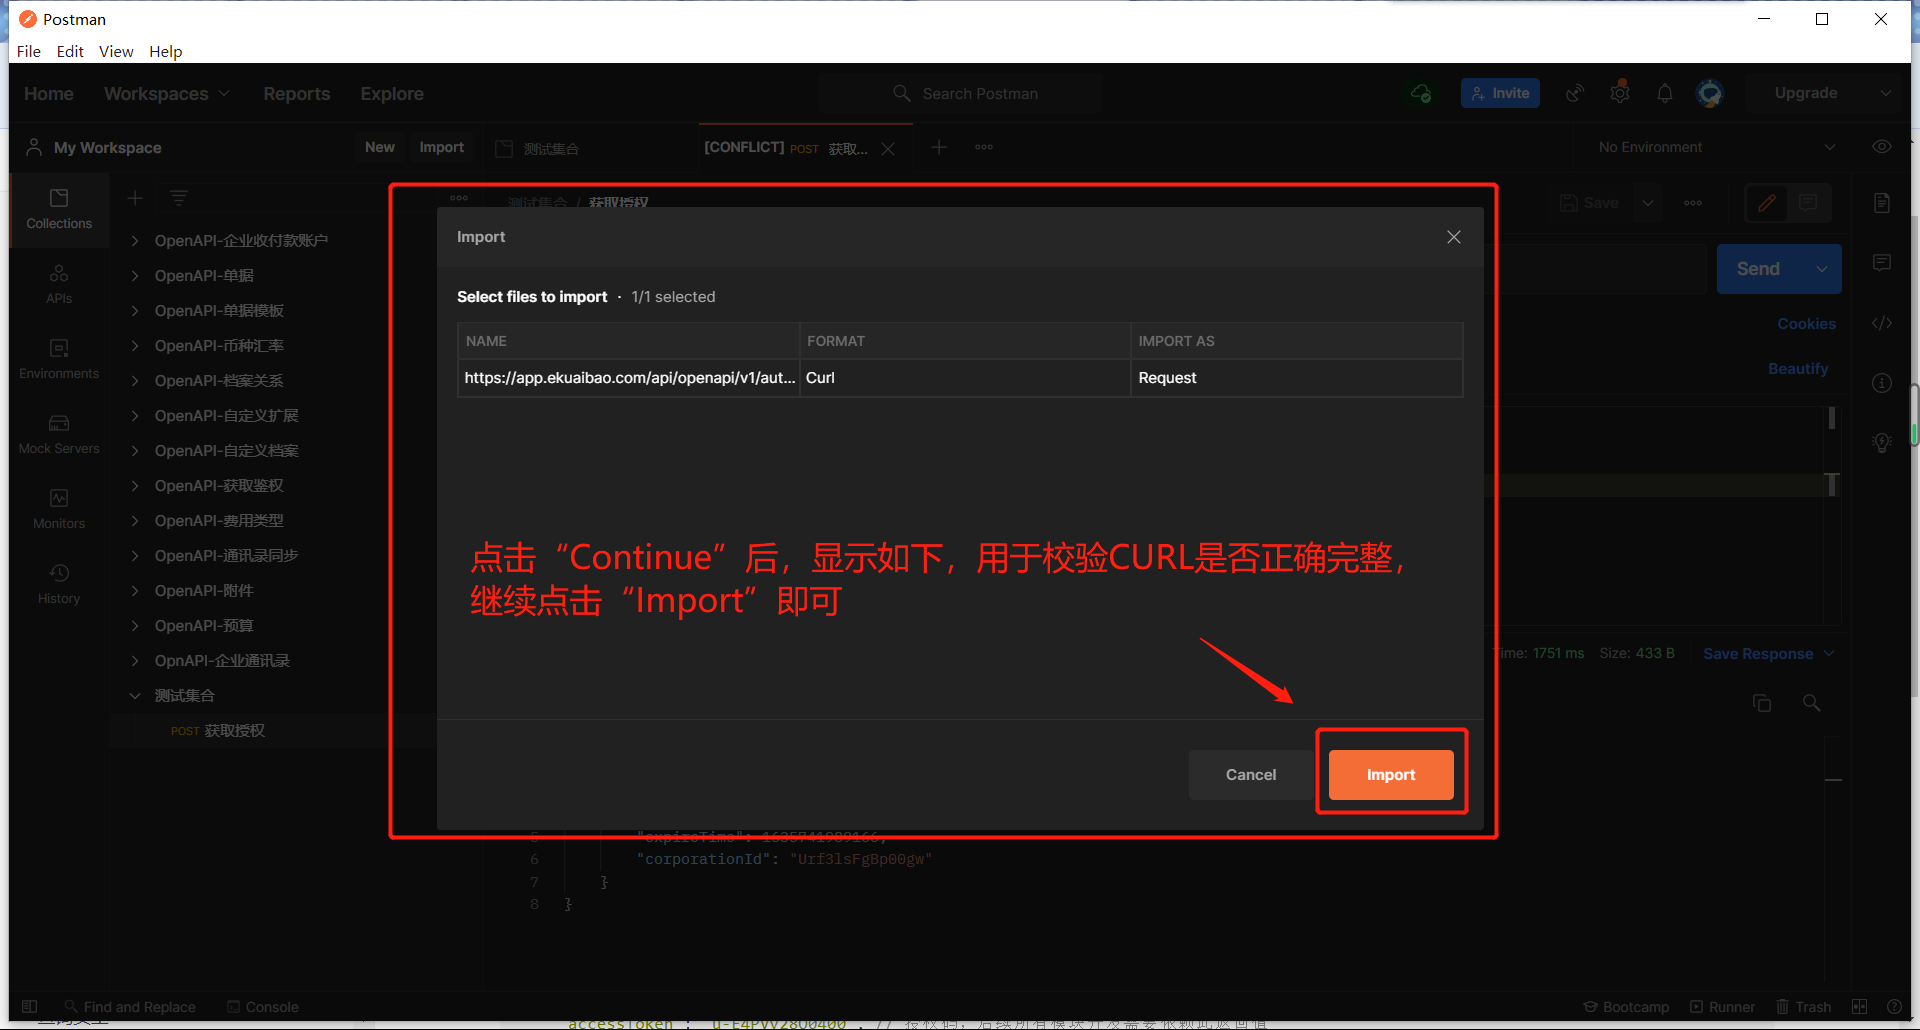 Postman
File Edit View Help
Home Workspaces Reports Explore Search Postman Invite Upgrade
My Workspace New Import 测试集合 [CONFLICT] POST 获取... No Environment
测试集合 / 获取授权 Save
Collections
APIs
Environments
Mock Servers
Monitors
History
OpenAPI-企业收付款账户
OpenAPI-单据
OpenAPI-单据模板
OpenAPI-币种汇率
OpenAPI-档案关系
OpenAPI-自定义扩展
OpenAPI-自定义档案
OpenAPI-获取鉴权
OpenAPI-费用类型
OpenAPI-通讯录同步
OpenAPI-附件
OpenAPI-预算
OpnAPI-企业通讯录
测试集合
POST 获取授权
Import
Select files to import · 1/1 selected
NAME FORMAT IMPORT AS
https://app.ekuaibao.com/api/openapi/v1/aut... Curl Request
点击“Continue”后，显示如下，用于校验CURL是否正确完整，
继续点击“Import”即可
Cancel Import
Send
Cookies
Beautify
Time: 1751 ms Size: 433 B Save Response
5 "expireTime": 1635741989166,
6 "corporationId": "Urf3lsFgBp00gw"
7 }
8 }
Find and Replace Console Bootcamp Runner Trash